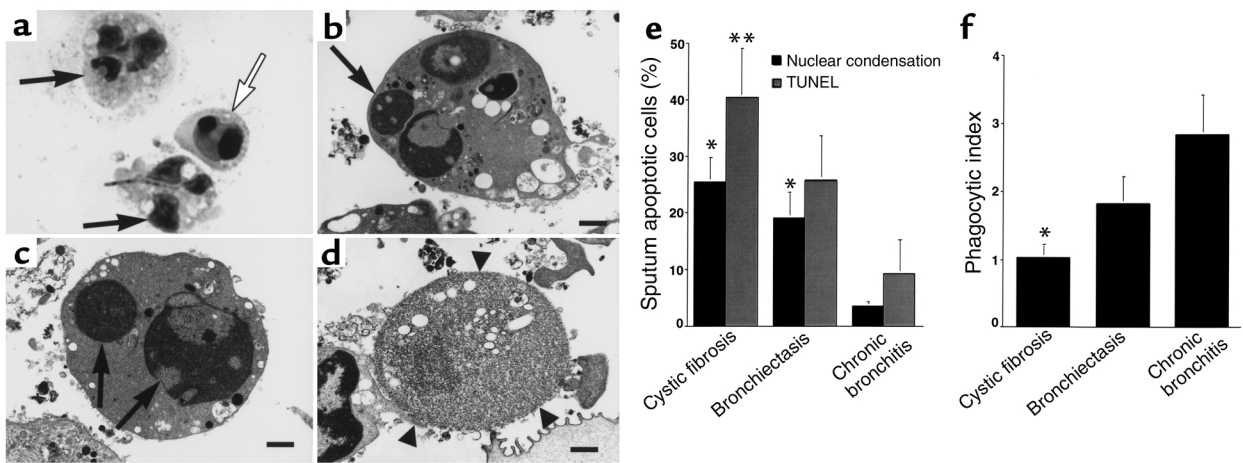 a
b
c
d
e
Sputum apoptotic cells (%)
50
40
30
20
10
0
**
*
*
Nuclear condensation
TUNEL
Cystic fibrosis
Bronchiectasis
Chronic
bronchitis
f
Phagocytic index
4
3
2
1
0
*
Cystic fibrosis
Bronchiectasis
Chronic
bronchitis